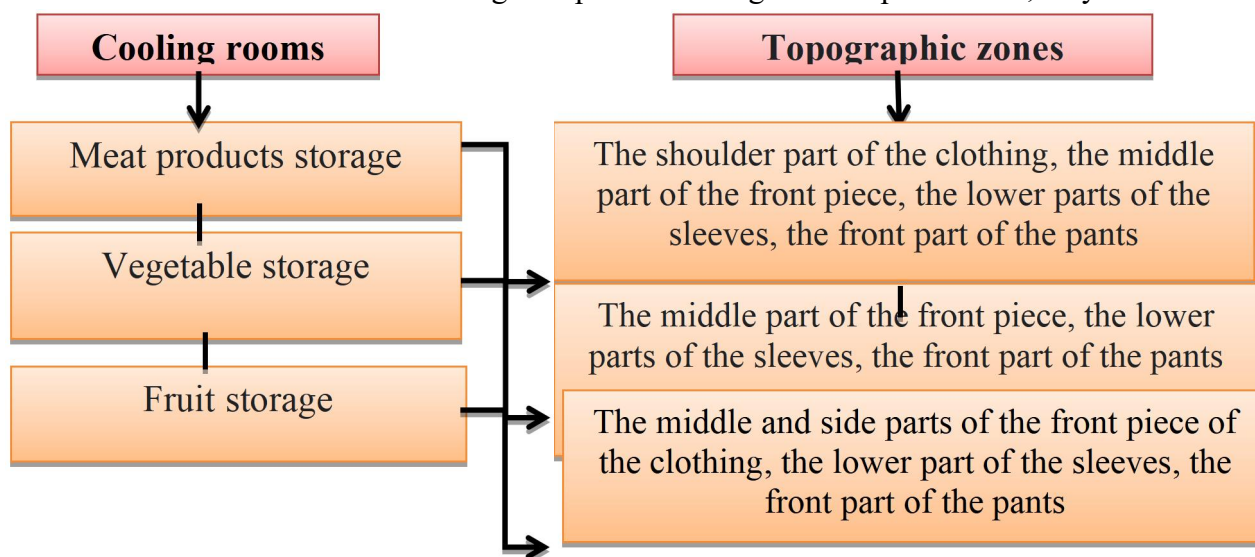 Cooling rooms
Topographic zones
Meat products storage
Vegetable storage
Fruit storage
The shoulder part of the clothing, the middle
part of the front piece, the lower parts of the
sleeves, the front part of the pants
The middle part of the front piece, the lower
parts of the sleeves, the front part of the pants
The middle and side parts of the front piece of
the clothing, the lower part of the sleeves, the
front part of the pants